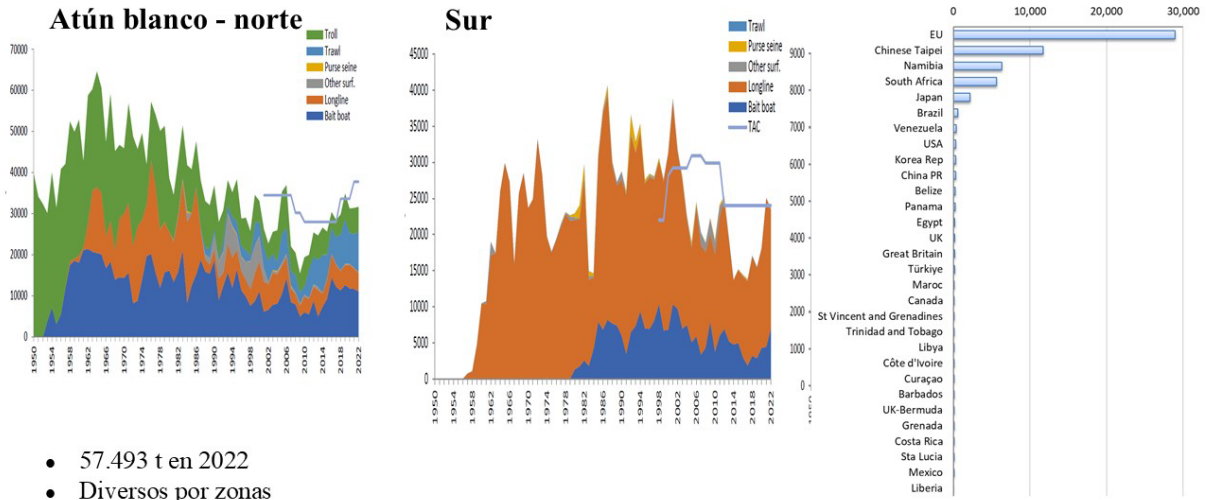 Atún blanco - norte
Troll
Trawl
Purse seine
Other surf.
Longline
Bait boat
70000
60000
50000
40000
30000
20000
10000
0
1950
1954
1958
1962
1966
1970
1974
1978
1982
1986
1990
1994
1998
2002
2006
2010
2014
2018
2022
Sur
Trawl
Purse seine
Other surf.
Longline
Bait boat
TAC
45000
40000
35000
30000
25000
20000
15000
10000
5000
0
1950
1954
1958
1962
1966
1970
1974
1978
1982
1986
1990
1994
1998
2002
2006
2010
2014
2018
2022
9000
8000
7000
6000
5000
4000
3000
2000
1000
0
0
10,000
20,000
30,000
EU
Chinese Taipei
Namibia
South Africa
Japan
Brazil
Venezuela
USA
Korea Rep
China PR
Belize
Panama
Egypt
UK
Great Britain
Türkiye
Maroc
Canada
St Vincent and Grenadines
Trinidad and Tobago
Libya
Côte d'Ivoire
Curaçao
Barbados
UK-Bermuda
Grenada
Costa Rica
Sta Lucia
Mexico
Liberia
• 57.493 t en 2022
• Diversos por zonas